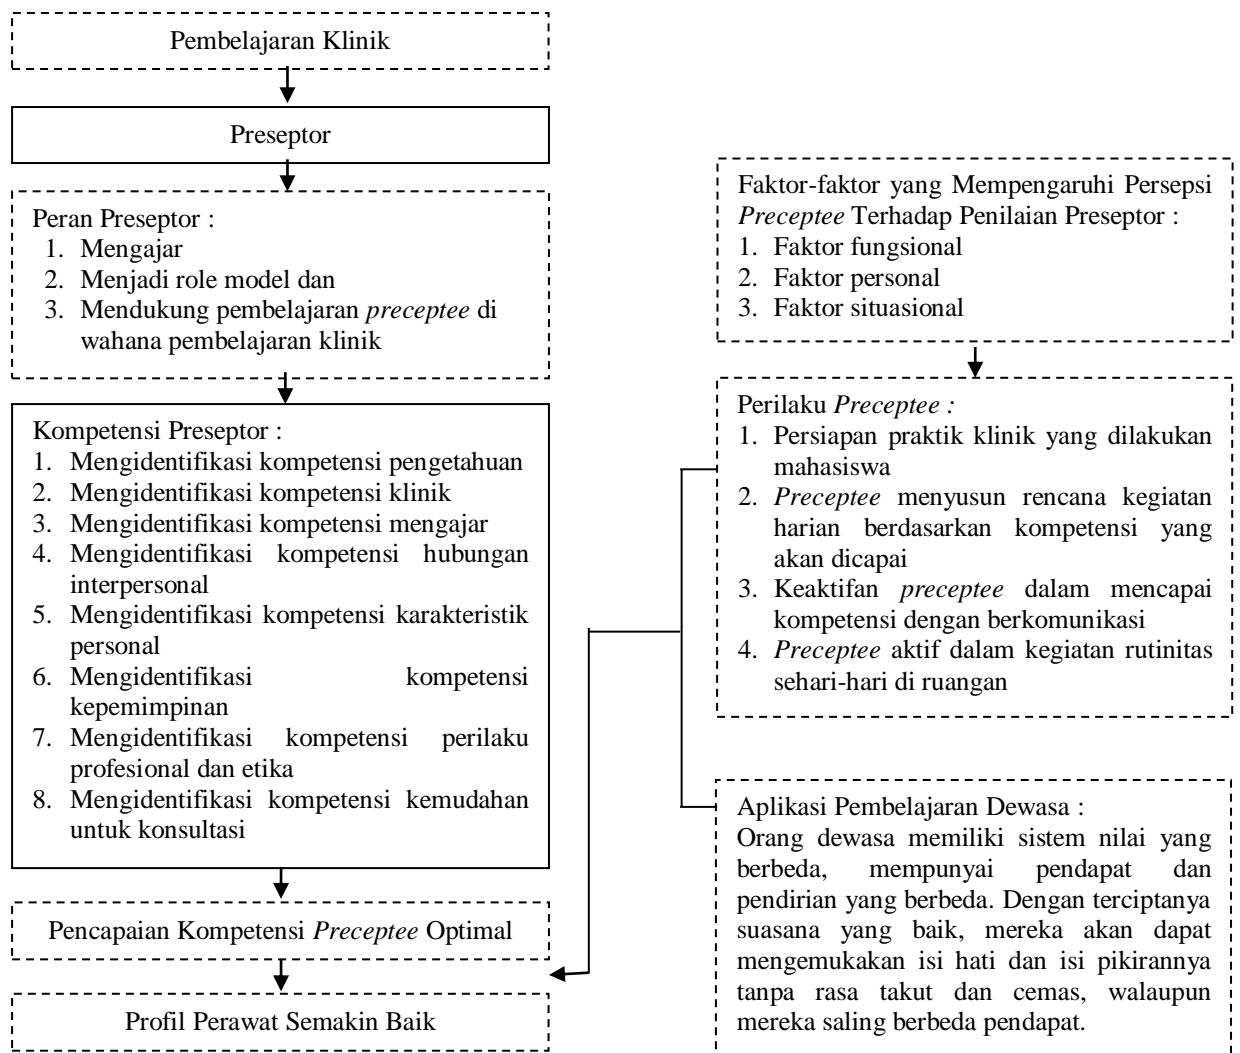 Pembelajaran Klinik
Preseptor
Peran Preseptor :
1. Mengajar
2. Menjadi role model dan
3. Mendukung pembelajaran preceptee di
wahana pembelajaran klinik
Kompetensi Preseptor :
1. Mengidentifikasi kompetensi pengetahuan
2. Mengidentifikasi kompetensi klinik
3. Mengidentifikasi kompetensi mengajar
4. Mengidentifikasi kompetensi hubungan
interpersonal
5. Mengidentifikasi kompetensi karakteristik
personal
6. Mengidentifikasi kompetensi
kepemimpinan
7. Mengidentifikasi kompetensi perilaku
profesional dan etika
8. Mengidentifikasi kompetensi kemudahan
untuk konsultasi
Pencapaian Kompetensi Preceptee Optimal
Profil Perawat Semakin Baik
Faktor-faktor yang Mempengaruhi Persepsi
Preceptee Terhadap Penilaian Preseptor :
1. Faktor fungsional
2. Faktor personal
3. Faktor situasional
Perilaku Preceptee :
1. Persiapan praktik klinik yang dilakukan
mahasiswa
2. Preceptee menyusun rencana kegiatan
harian berdasarkan kompetensi yang
akan dicapai
3. Keaktifan preceptee dalam mencapai
kompetensi dengan berkomunikasi
4. Preceptee aktif dalam kegiatan rutinitas
sehari-hari di ruangan
Aplikasi Pembelajaran Dewasa :
Orang dewasa memiliki sistem nilai yang
berbeda, mempunyai pendapat dan
pendirian yang berbeda. Dengan terciptanya
suasana yang baik, mereka akan dapat
mengemukakan isi hati dan isi pikirannya
tanpa rasa takut dan cemas, walaupun
mereka saling berbeda pendapat.